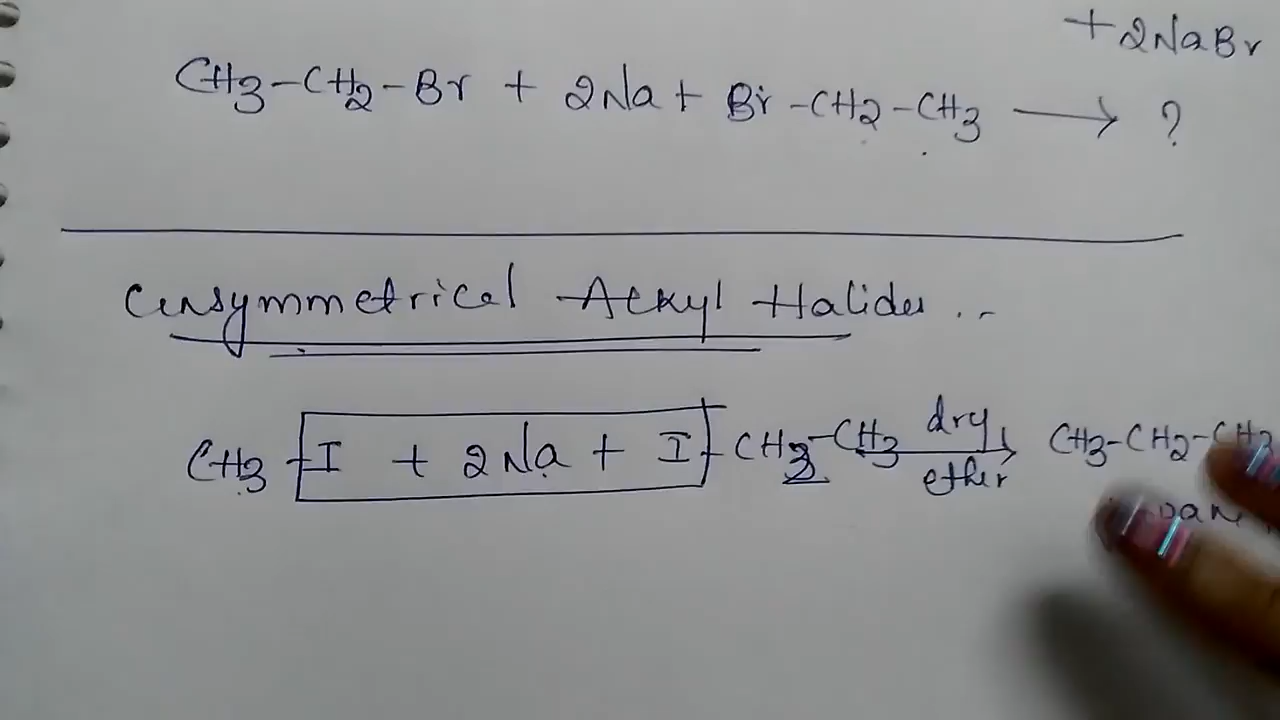 + 2NaBr
CH3-CH2-Br + 2Na + Br-CH2-CH3 ⟶ ?
Unsymmetrical Alkyl Halides ..
CH3 I + 2Na + I CH2-CH3 dry ether → CH3-CH2-CH3